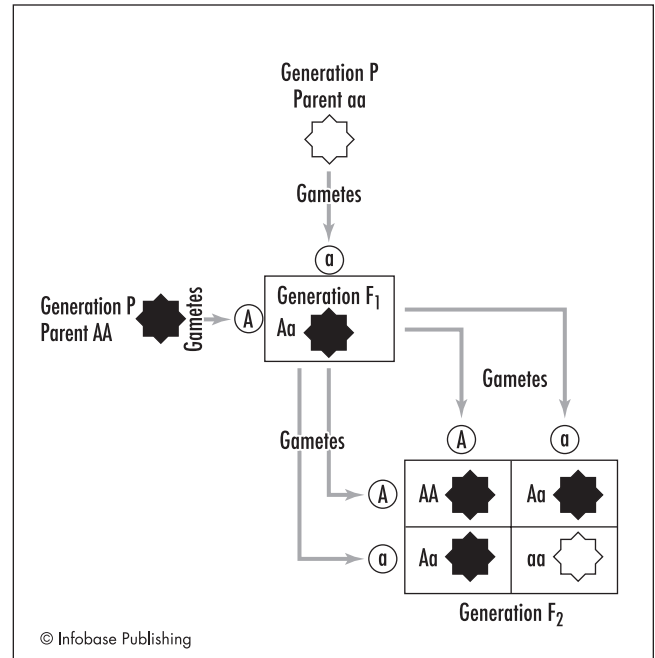 Generation P
Parent aa
Gametes
a
Generation P
Parent AA
Gametes
A
Generation F1
Aa
Gametes
Gametes
A
a
A
AA
Aa
a
Aa
aa
Generation F2
© Infobase Publishing